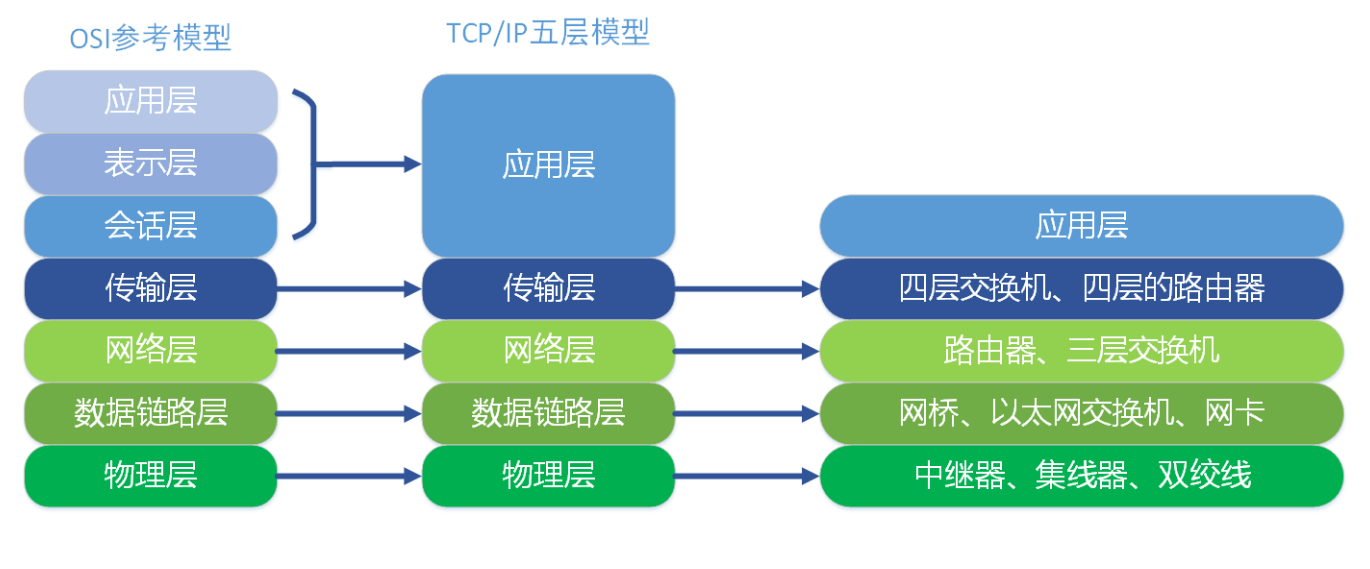 OSI参考模型
应用层
表示层
会话层
传输层
网络层
数据链路层
物理层
TCP/IP五层模型
应用层
传输层
网络层
数据链路层
物理层
应用层
四层交换机、四层的路由器
路由器、三层交换机
网桥、以太网交换机、网卡
中继器、集线器、双绞线